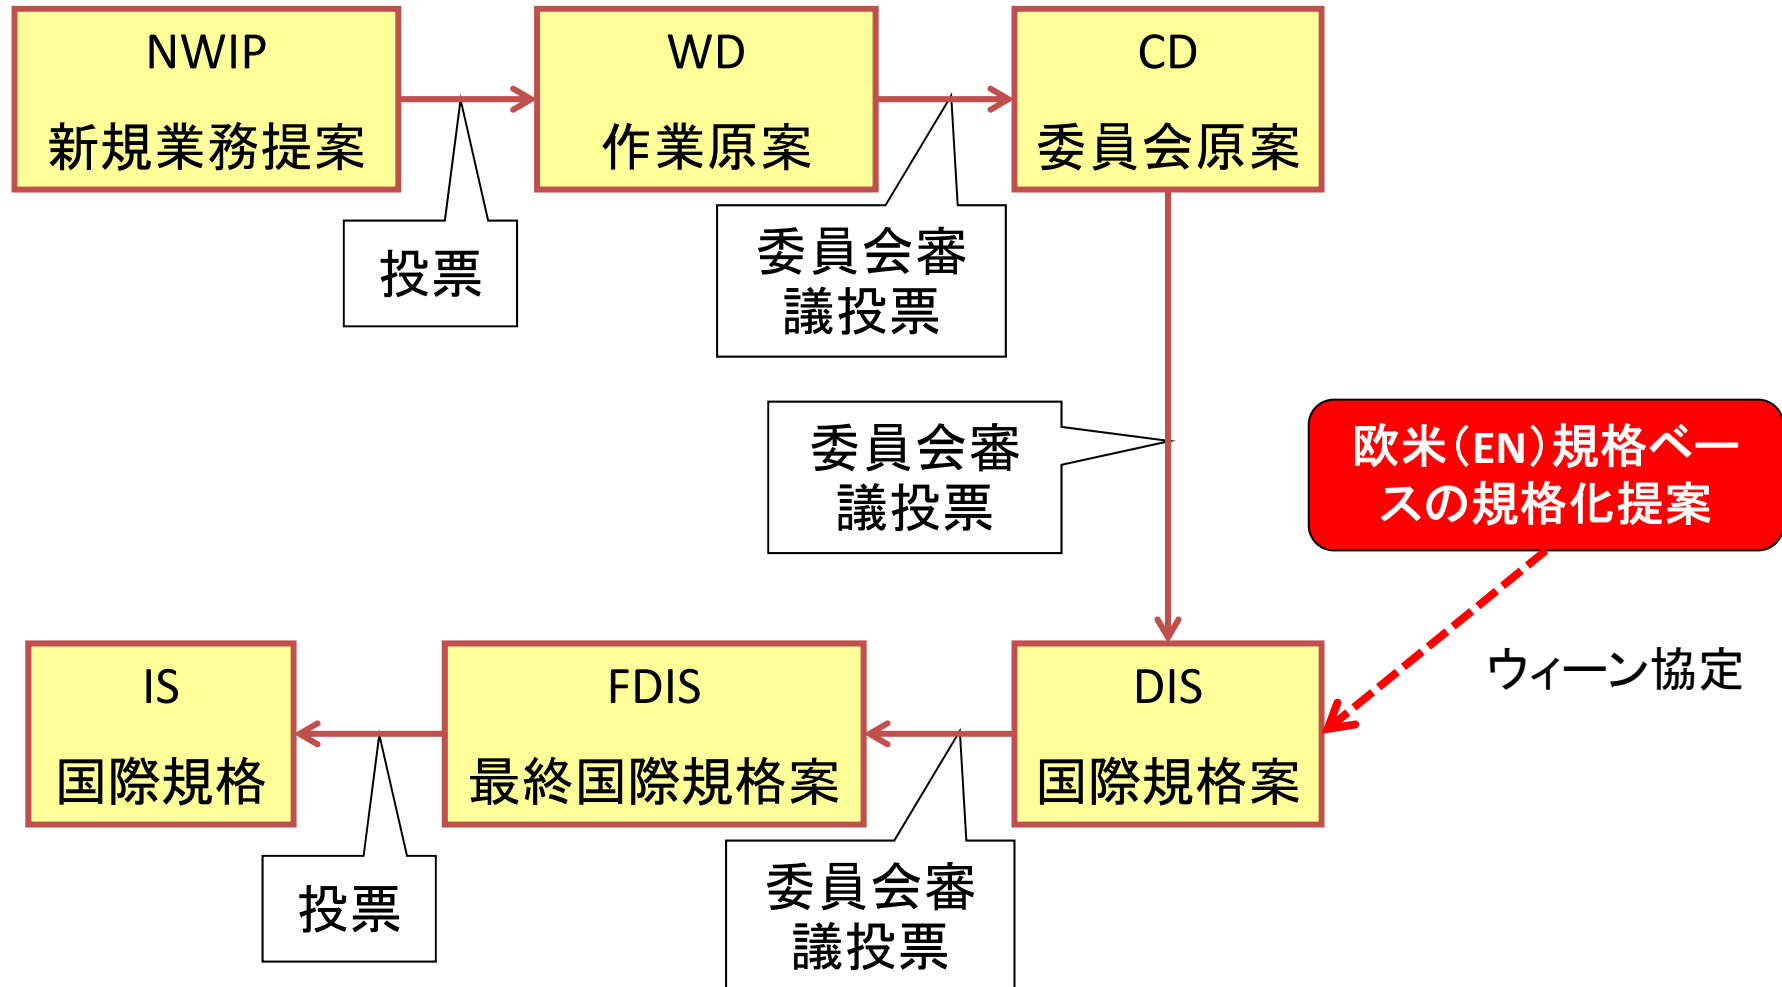 NWIP
新規業務提案
WD
作業原案
CD
委員会原案
投票
委員会審
議投票
委員会審
議投票
欧米（EN）規格ベー
スの規格化提案
ウィーン協定
IS
国際規格
FDIS
最終国際規格案
DIS
国際規格案
投票
委員会審
議投票